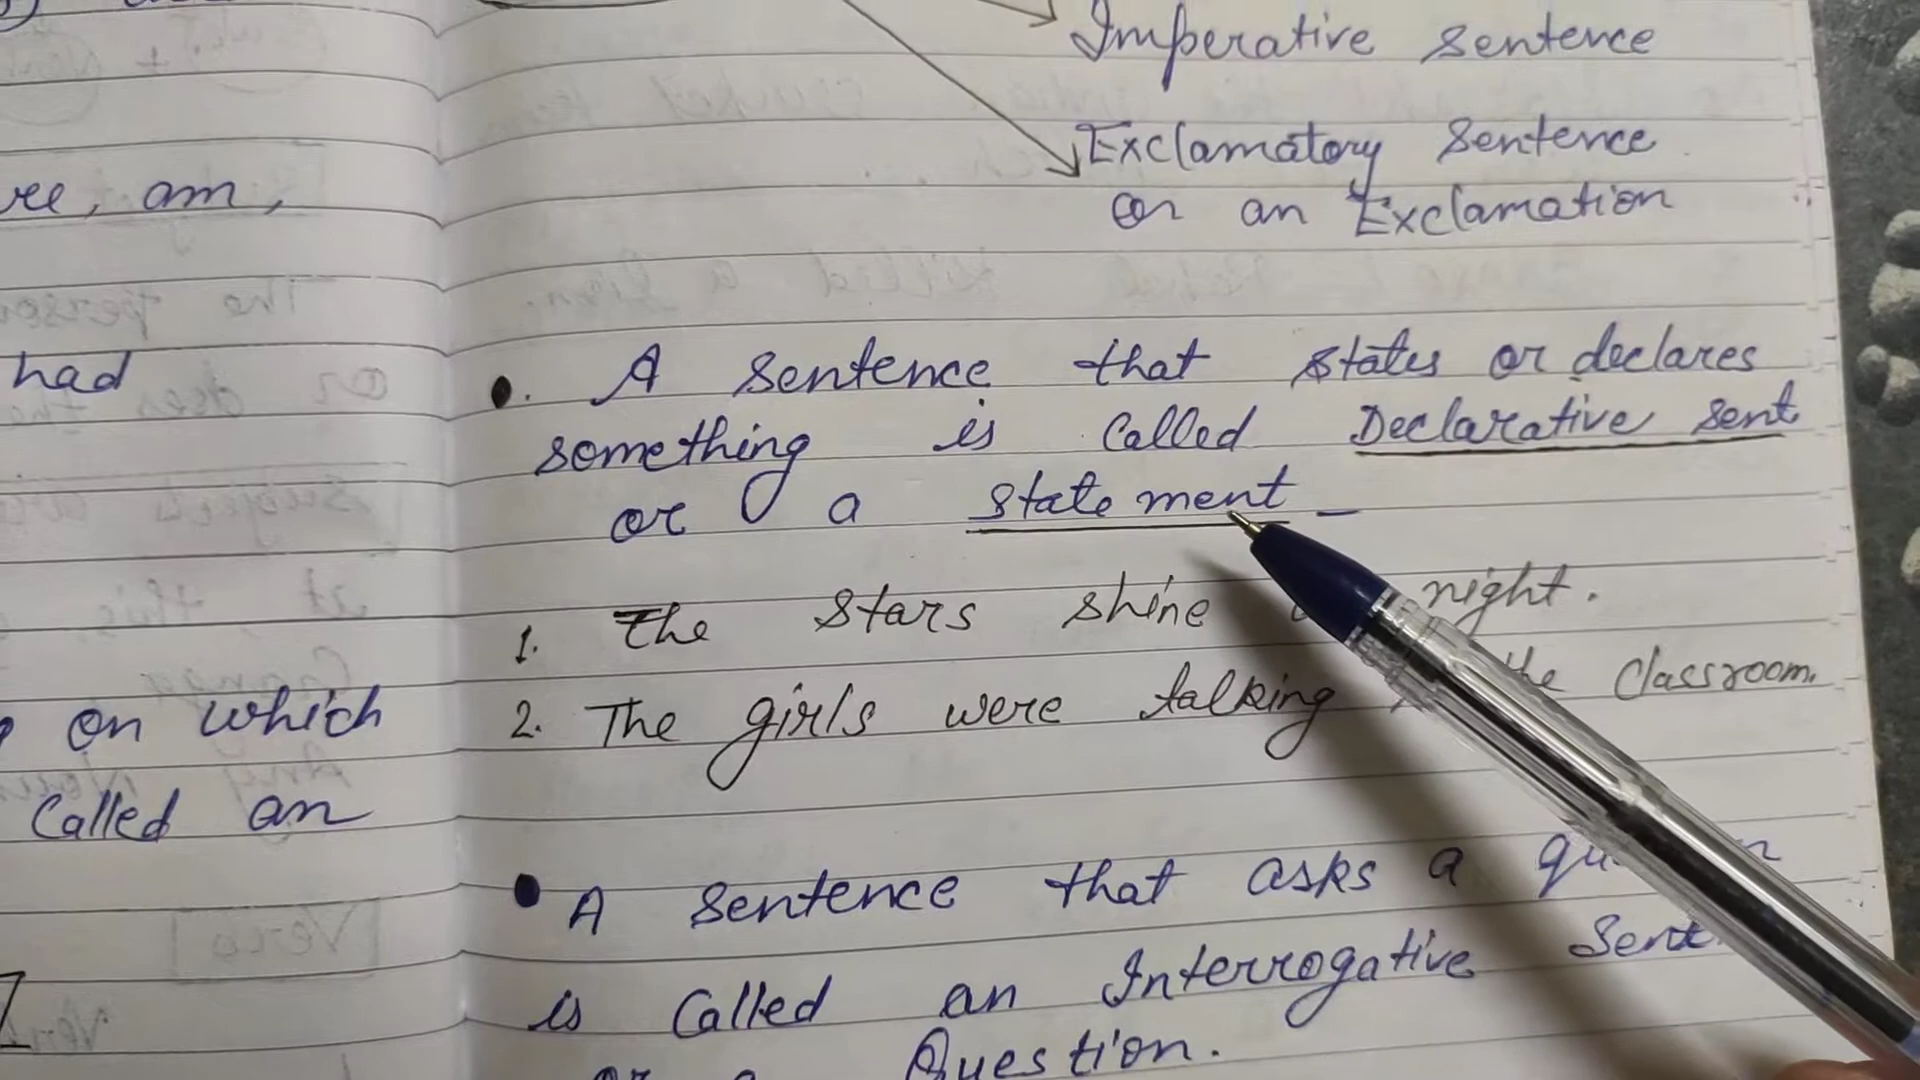 re, am,
had
on which
Called an
Imperative sentence
Exclamatory Sentence
or an Exclamation
. A sentence that states or declares
something is called Declarative sent.
or a statement -
1. The stars shine night.
2. The girls were talking the classroom.
• A sentence that asks a
is called an Interrogative Sent
or a Question.